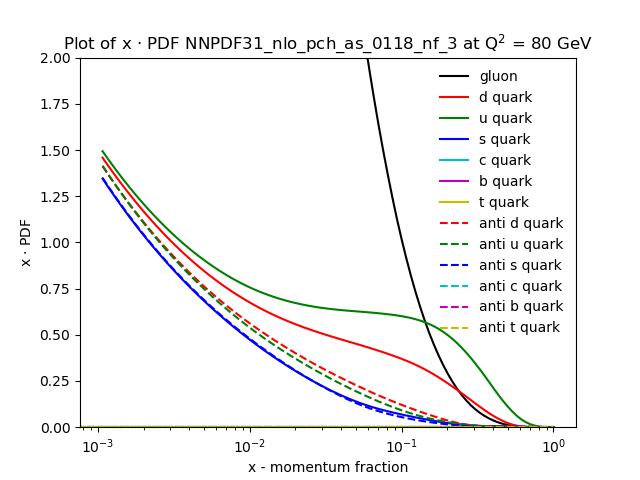 Plot of x · PDF NNPDF31_nlo_pch_as_0118_nf_3 at Q² = 80 GeV
2.00
1.75
1.50
1.25
1.00
0.75
0.50
0.25
0.00
x · PDF
gluon
d quark
u quark
s quark
c quark
b quark
t quark
anti d quark
anti u quark
anti s quark
anti c quark
anti b quark
anti t quark
10⁻³ 10⁻² 10⁻¹ 10⁰
x - momentum fraction